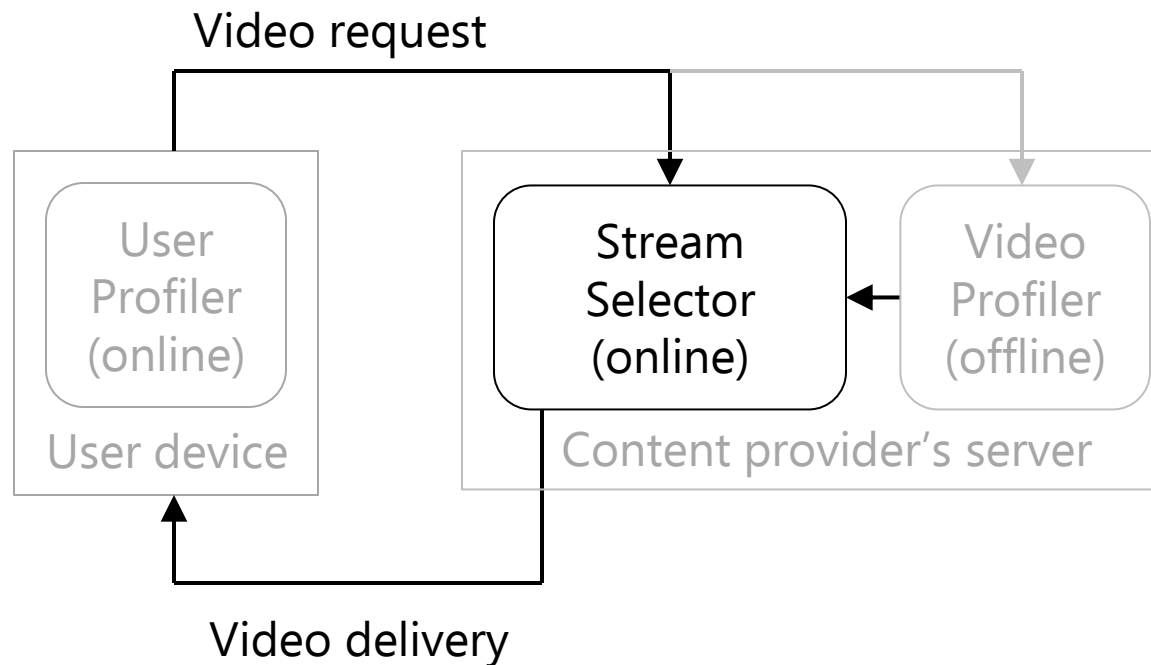 Video request
User
Profiler
(online)
User device
Stream
Selector
(online)
Video
Profiler
(offline)
Content provider’s server
Video delivery